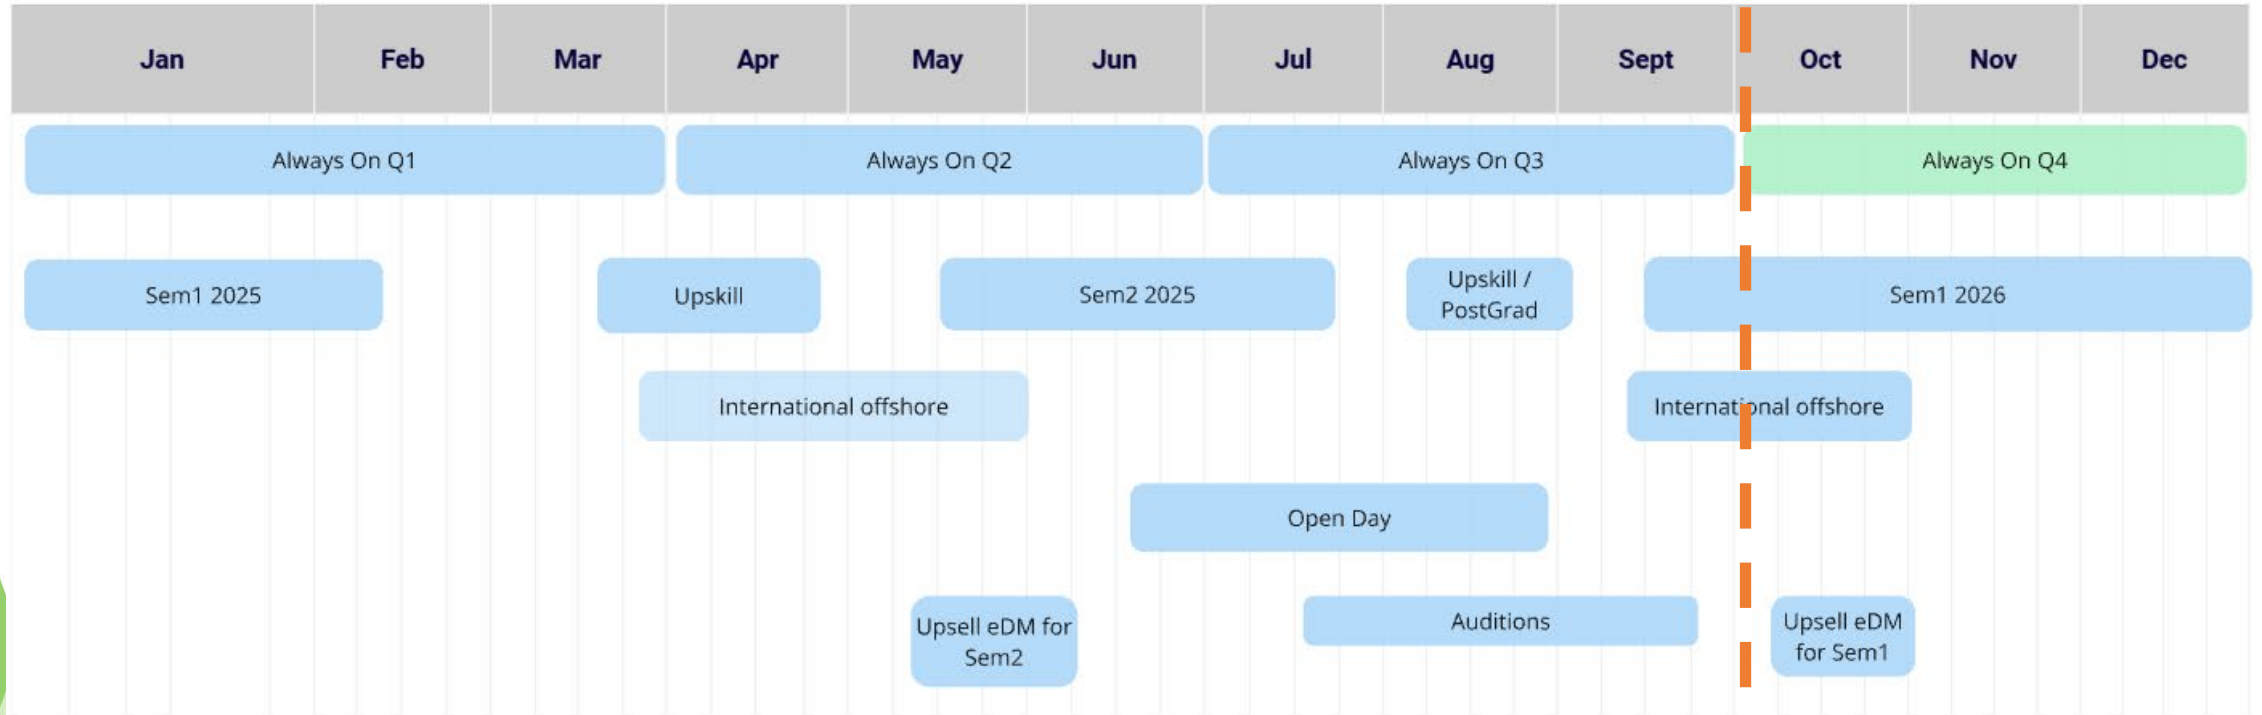 Jan Feb Mar Apr May Jun Jul Aug Sept Oct Nov Dec
Always On Q1
Always On Q2
Always On Q3
Always On Q4
Sem1 2025
Upskill
Sem2 2025
Upskill /
PostGrad
Sem1 2026
International offshore
International offshore
Open Day
Upsell eDM for
Sem2
Auditions
Upsell eDM
for Sem1